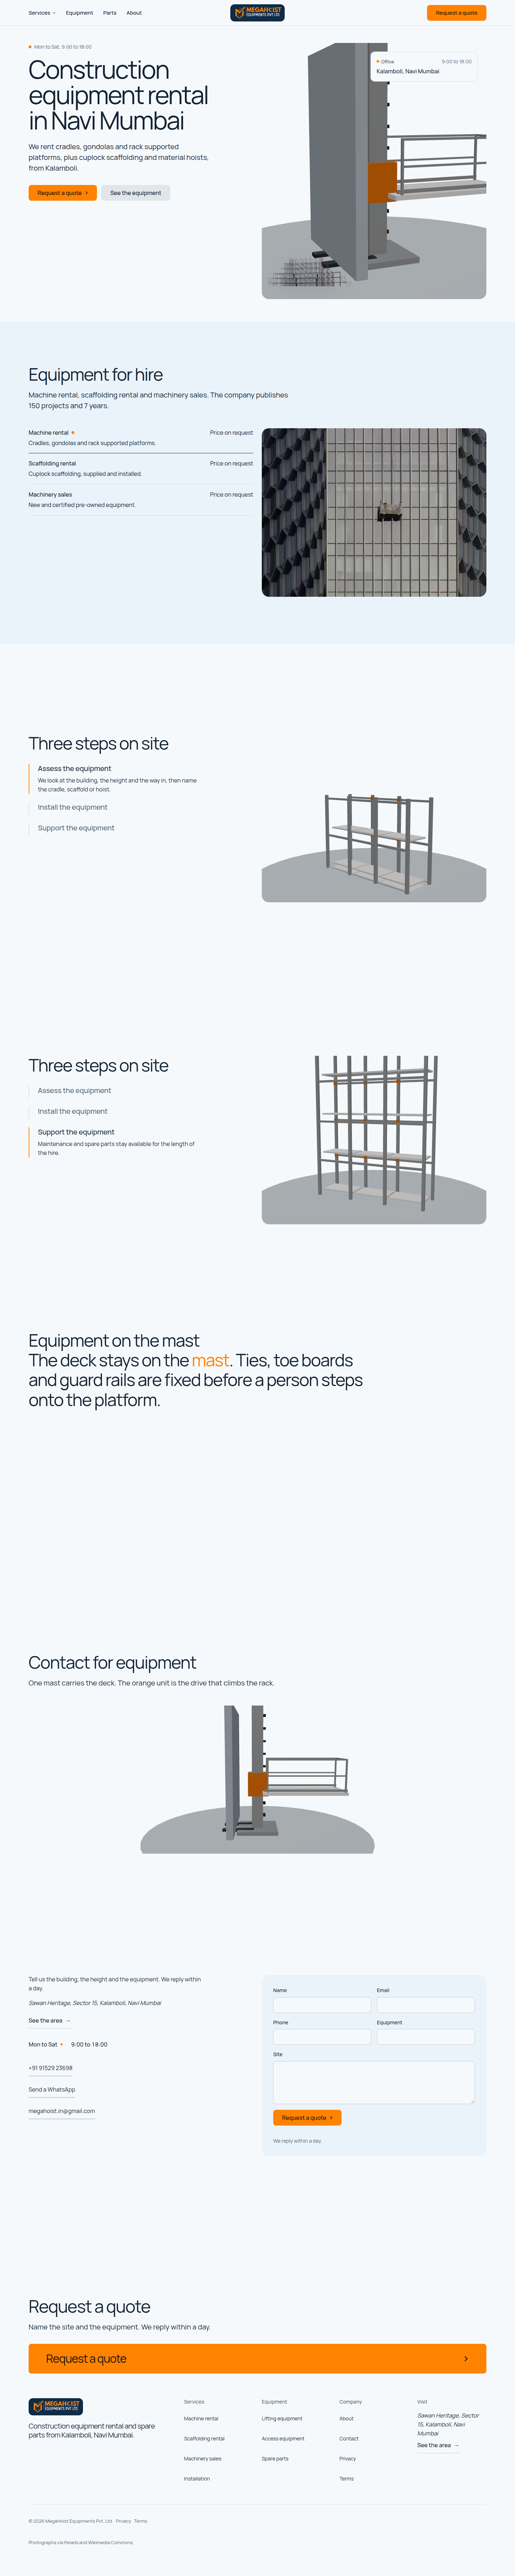 Services
Equipment
Parts
About
MEGAHOIST
EQUIPMENTS PVT LTD
Request a quote
Mon to Sat, 9:00 to 18:00
Construction
equipment rental
in Navi Mumbai
We rent cradles, gondolas and rack supported
platforms, plus cuplock scaffolding and material hoists,
from Kalamboli.
Request a quote
See the equipment
Office
9:00 to 18:00
Kalamboli, Navi Mumbai
Equipment for hire
Machine rental, scaffolding rental and machinery sales. The company publishes
150 projects and 7 years.
Machine rental
Price on request
Cradles, gondolas and rack supported platforms.
Scaffolding rental
Price on request
Cuplock scaffolding, supplied and installed.
Machinery sales
Price on request
New and certified pre-owned equipment.
Three steps on site
Assess the equipment
We look at the building, the height and the way in, then name
the cradle, scaffold or hoist.
Install the equipment
Support the equipment
Three steps on site
Assess the equipment
Install the equipment
Support the equipment
Maintenance and spare parts stay available for the length of
the hire.
Equipment on the mast
The deck stays on the mast. Ties, toe boards
and guard rails are fixed before a person steps
onto the platform.
Contact for equipment
One mast carries the deck. The orange unit is the drive that climbs the rack.
Tell us the building, the height and the equipment. We reply within
a day.
Sawan Heritage, Sector 15, Kalamboli, Navi Mumbai
See the area →
Mon to Sat
9:00 to 18:00
+91 91529 23698
Send a WhatsApp
megahoist.in@gmail.com
Name
Email
Phone
Equipment
Site
Request a quote
We reply within a day.
Request a quote
Name the site and the equipment. We reply within a day.
Request a quote
MEGAHOIST
EQUIPMENTS PVT LTD
Construction equipment rental and spare
parts from Kalamboli, Navi Mumbai.
Services
Machine rental
Scaffolding rental
Machinery sales
Installation
Equipment
Lifting equipment
Access equipment
Spare parts
Company
About
Contact
Privacy
Terms
Visit
Sawan Heritage, Sector
15, Kalamboli, Navi
Mumbai
See the area →
© 2026 MegaHoist Equipments Pvt. Ltd. Privacy Terms
Photographs via Pexels and Wikimedia Commons